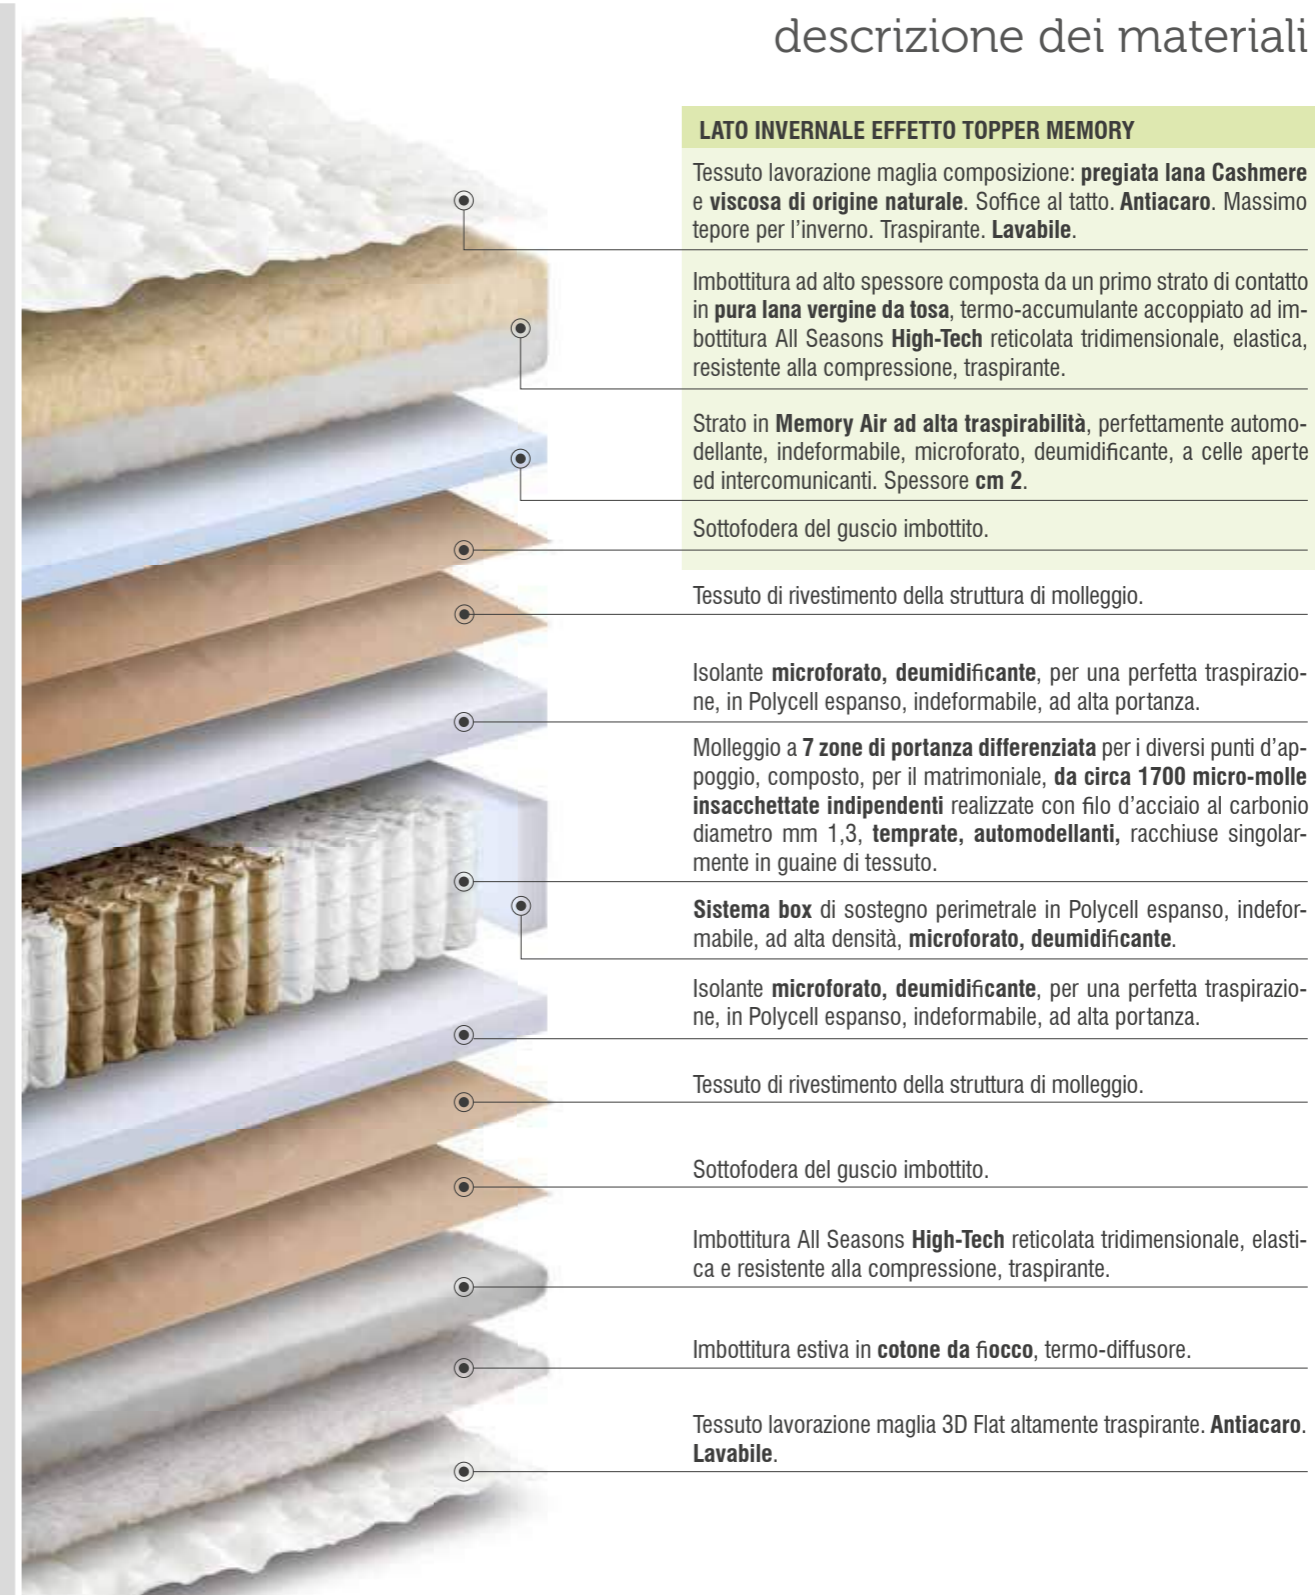 descrizione dei materiali
LATO INVERNALE EFFETTO TOPPER MEMORY
Tessuto lavorazione maglia composizione: pregiata lana Cashmere
e viscosa di origine naturale. Soffice al tatto. Antiacaro. Massimo
tepore per l'inverno. Traspirante. Lavabile.
Imbottitura ad alto spessore composta da un primo strato di contatto
in pura lana vergine da tosa, termo-accumulante accoppiato ad im-
bottitura All Seasons High-Tech reticolata tridimensionale, elastica,
resistente alla compressione, traspirante.
Strato in Memory Air ad alta traspirabilità, perfettamente automo-
dellante, indeformabile, microforato, deumidificante, a celle aperte
ed intercomunicanti. Spessore cm 2.
Sottofodera del guscio imbottito.
Tessuto di rivestimento della struttura di molleggio.
Isolante microforato, deumidificante, per una perfetta traspirazio-
ne, in Polycell espanso, indeformabile, ad alta portanza.
Molleggio a 7 zone di portanza differenziata per i diversi punti d'ap-
poggio, composto, per il matrimoniale, da circa 1700 micro-molle
insacchettate indipendenti realizzate con filo d'acciaio al carbonio
diametro mm 1,3, temprate, automodellanti, racchiuse singolar-
mente in guaine di tessuto.
Sistema box di sostegno perimetrale in Polycell espanso, indefor-
mabile, ad alta densità, microforato, deumidificante.
Isolante microforato, deumidificante, per una perfetta traspirazio-
ne, in Polycell espanso, indeformabile, ad alta portanza.
Tessuto di rivestimento della struttura di molleggio.
Sottofodera del guscio imbottito.
Imbottitura All Seasons High-Tech reticolata tridimensionale, elasti-
ca e resistente alla compressione, traspirante.
Imbottitura estiva in cotone da fiocco, termo-diffusore.
Tessuto lavorazione maglia 3D Flat altamente traspirante. Antiacaro.
Lavabile.